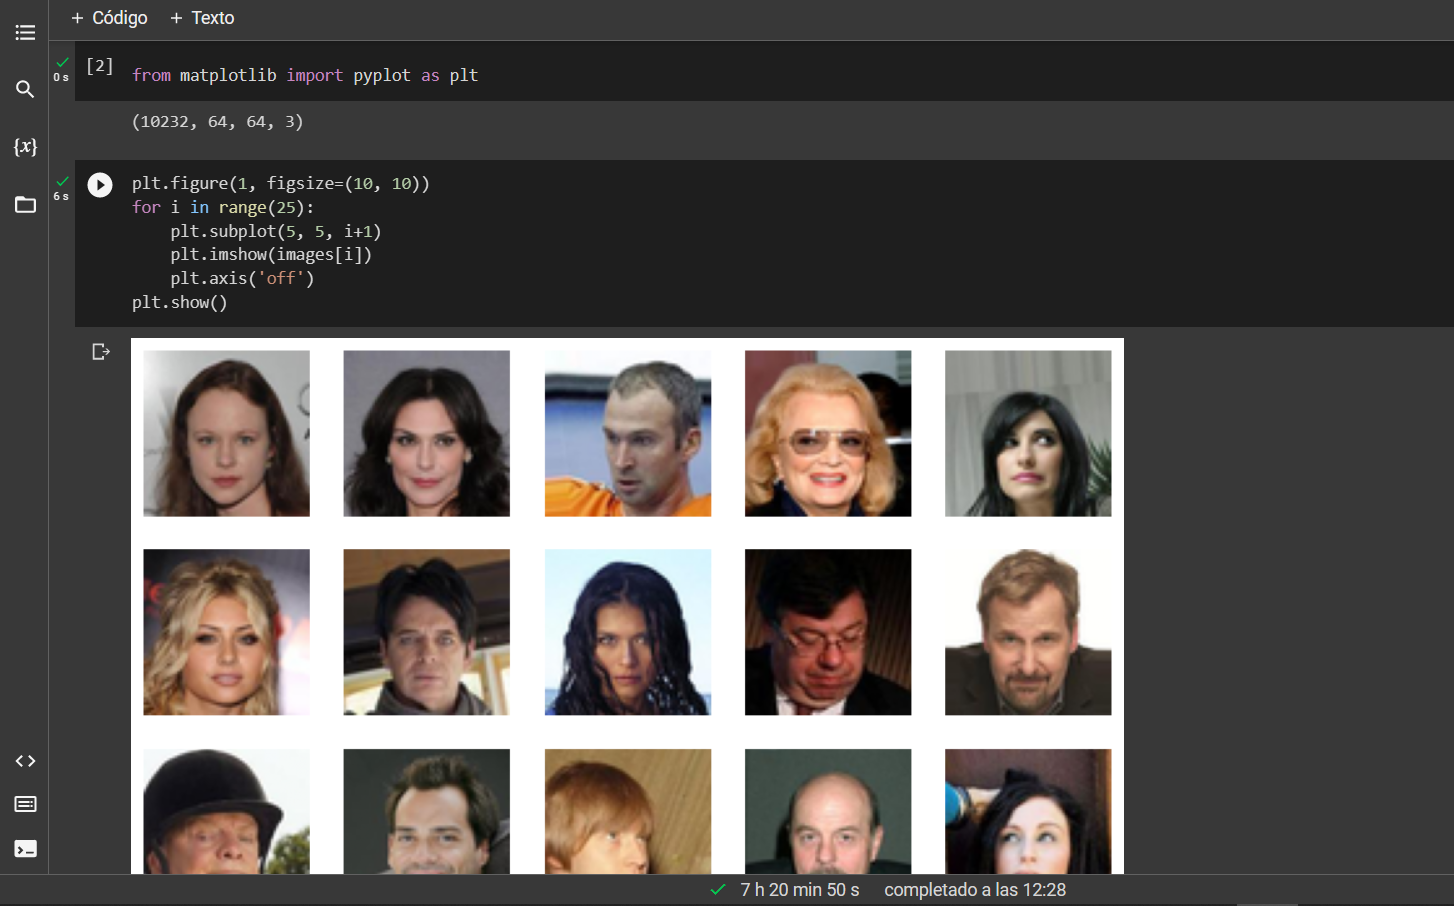 + Código + Texto
0 s
[2]
from matplotlib import pyplot as plt
(10232, 64, 64, 3)
{x}
6 s
plt.figure(1, figsize=(10, 10))
for i in range(25):
    plt.subplot(5, 5, i+1)
    plt.imshow(images[i])
    plt.axis('off')
plt.show()
7 h 20 min 50 s completado a las 12:28